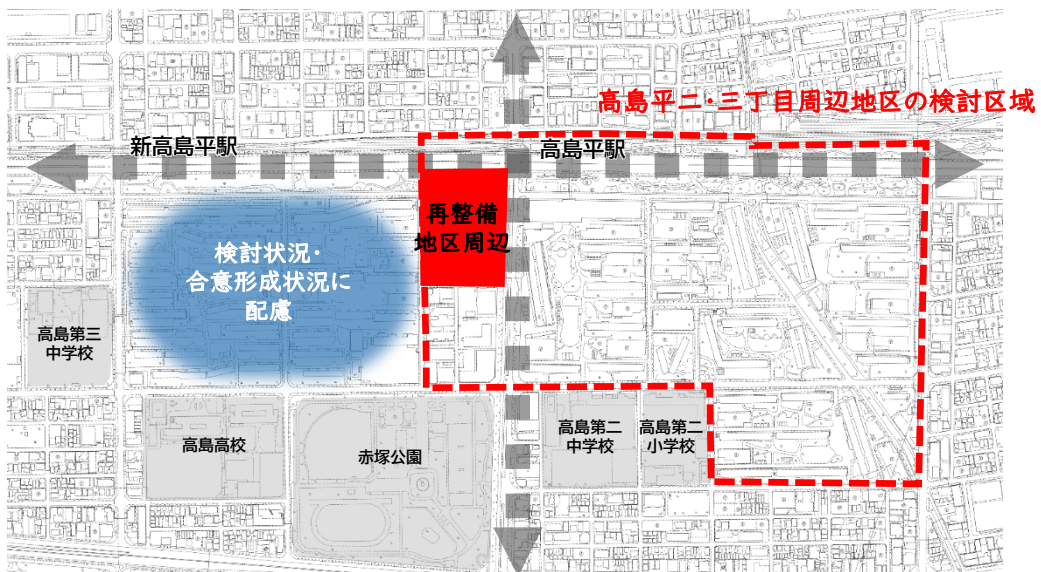 高島平二・三丁目周辺地区の検討区域
新高島平駅
高島平駅
再整備
地区周辺
検討状況・
合意形成状況に
配慮
高島第三
中学校
高島高校
赤塚公園
高島第二
中学校
高島第二
小学校